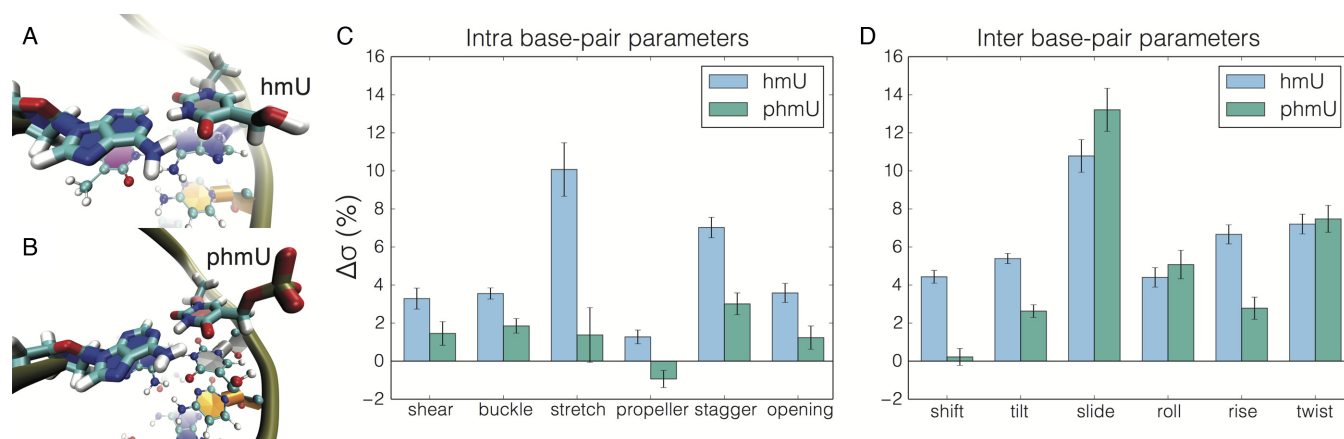 A
hmU
B
phmU
C
Intra base-pair parameters
Δσ (%)
16
14
12
10
8
6
4
2
0
−2
hmU
phmU
shear buckle stretch propeller stagger opening
D
Inter base-pair parameters
16
14
12
10
8
6
4
2
0
−2
hmU
phmU
shift tilt slide roll rise twist